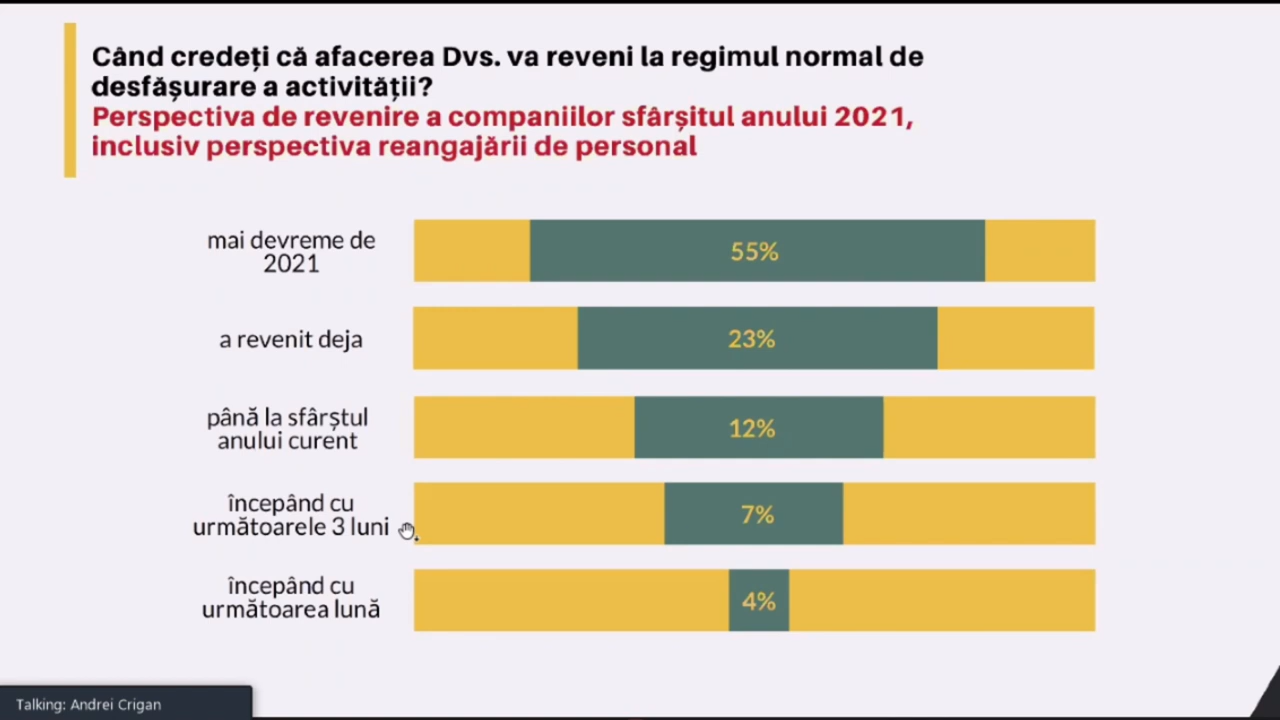 Când credeți că afacerea Dvs. va reveni la regimul normal de
desfășurare a activității?
Perspectiva de revenire a companiilor sfârșitul anului 2021,
inclusiv perspectiva reangajării de personal
mai devreme de
2021
55%
a revenit deja
23%
până la sfârștul
anului curent
12%
începând cu
următoarele 3 luni
7%
începând cu
următoarea lună
4%
Talking: Andrei Crigan